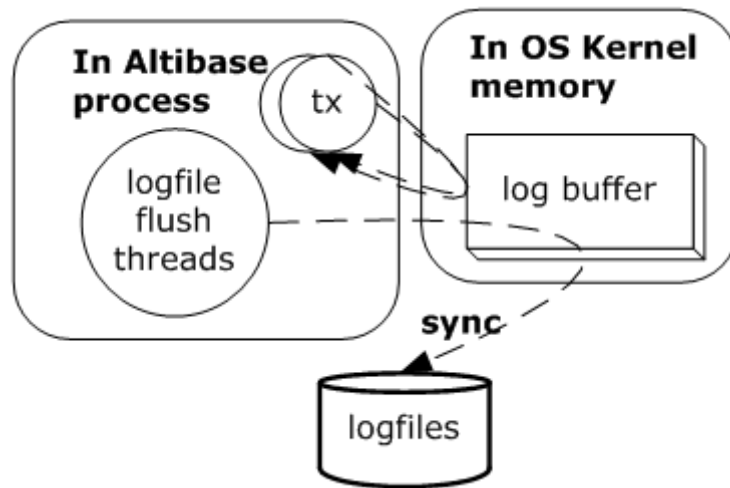 In Altibase
process
tx
logfile
flush
threads
In OS Kernel
memory
log buffer
sync
logfiles